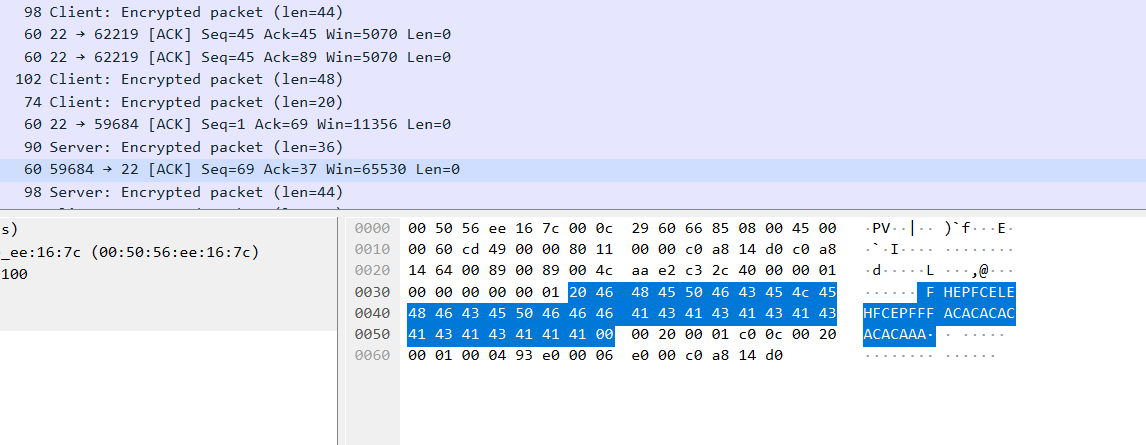 98 Client: Encrypted packet (len=44)
60 22 → 62219 [ACK] Seq=45 Ack=45 Win=5070 Len=0
60 22 → 62219 [ACK] Seq=45 Ack=89 Win=5070 Len=0
102 Client: Encrypted packet (len=48)
74 Client: Encrypted packet (len=20)
60 22 → 59684 [ACK] Seq=1 Ack=69 Win=11356 Len=0
90 Server: Encrypted packet (len=36)
60 59684 → 22 [ACK] Seq=69 Ack=37 Win=65530 Len=0
98 Server: Encrypted packet (len=44)
s)
_ee:16:7c (00:50:56:ee:16:7c)
100
0000 00 50 56 ee 16 7c 00 0c 29 60 66 85 08 00 45 00 ·PV··|·· )`f···E·
0010 00 60 cd 49 00 00 80 11 00 00 c0 a8 14 d0 c0 a8 ·`·I···· ········
0020 14 64 00 89 00 89 00 4c aa e2 c3 2c 40 00 00 01 ·d·····L ···,@···
0030 00 00 00 00 00 01 20 46 48 45 50 46 43 45 4c 45 ······ F HEPFCELE
0040 48 46 43 45 50 46 46 46 41 43 41 43 41 43 41 43 HFCEPFFF ACACACAC
0050 41 43 41 43 41 41 41 00 00 20 00 01 c0 0c 00 20 ACACAAA· · ·····
0060 00 01 00 04 93 e0 00 06 e0 00 c0 a8 14 d0 ········ ······